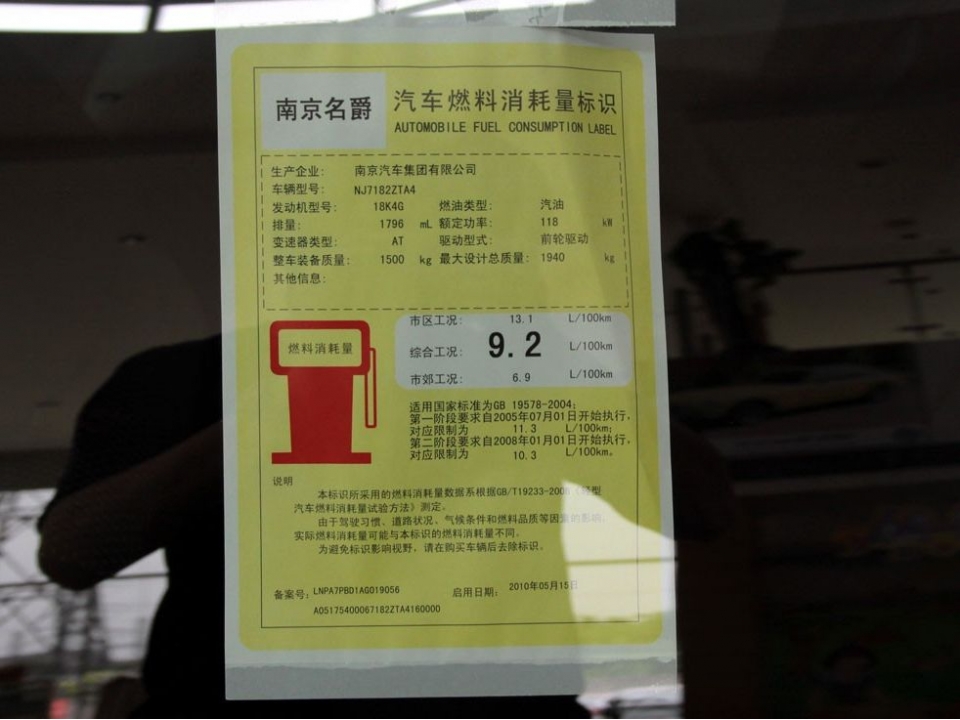 南京名爵
汽车燃料消耗量标识
AUTOMOBILE FUEL CONSUMPTION LABEL
生产企业: 南京汽车集团有限公司
车辆型号: NJ7182ZTA4
发动机型号: 18K4G 燃油类型: 汽油
排量: 1796 mL 额定功率: 118 kW
变速器类型: AT 驱动型式: 前轮驱动
整车装备质量: 1500 kg 最大设计总质量: 1940 kg
其他信息:
燃料消耗量
市区工况: 13.1 L/100km
综合工况: 9.2 L/100km
市郊工况: 6.9 L/100km
适用国家标准为GB 19578-2004;
第一阶段要求自2005年07月01日开始执行,
对应限制为 11.3 L/100km;
第二阶段要求自2008年01月01日开始执行,
对应限制为 10.3 L/100km。
说明
本标识所采用的燃料消耗量数据系根据GB/T19233-2008《轻型
汽车燃料消耗量试验方法》测定。
由于驾驶习惯、道路状况、气候条件和燃料品质等因素的影响,
实际燃料消耗量可能与本标识的燃料消耗量不同。
为避免标识影响视野, 请在购买车辆后去除标识。
备案号: LNPA7PBD1AG019056 启用日期: 2010年05月15日
A05175400067182ZTA4160000